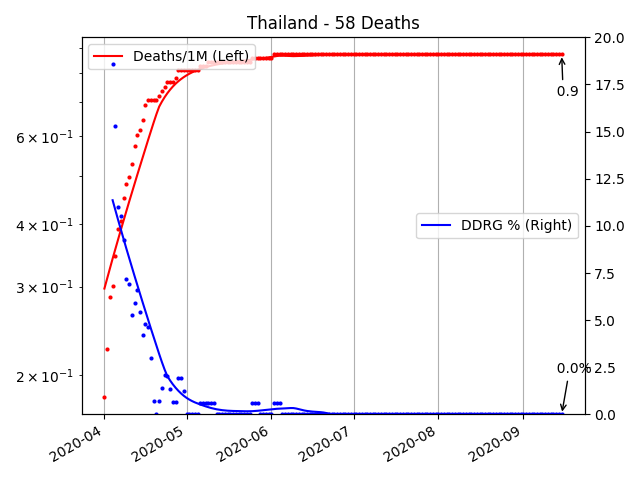 Thailand - 58 Deaths
Deaths/1M (Left)
DDRG % (Right)
0.9
0.0%
6 × 10⁻¹
4 × 10⁻¹
3 × 10⁻¹
2 × 10⁻¹
20.0
17.5
15.0
12.5
10.0
7.5
5.0
2.5
0.0
2020-04
2020-05
2020-06
2020-07
2020-08
2020-09